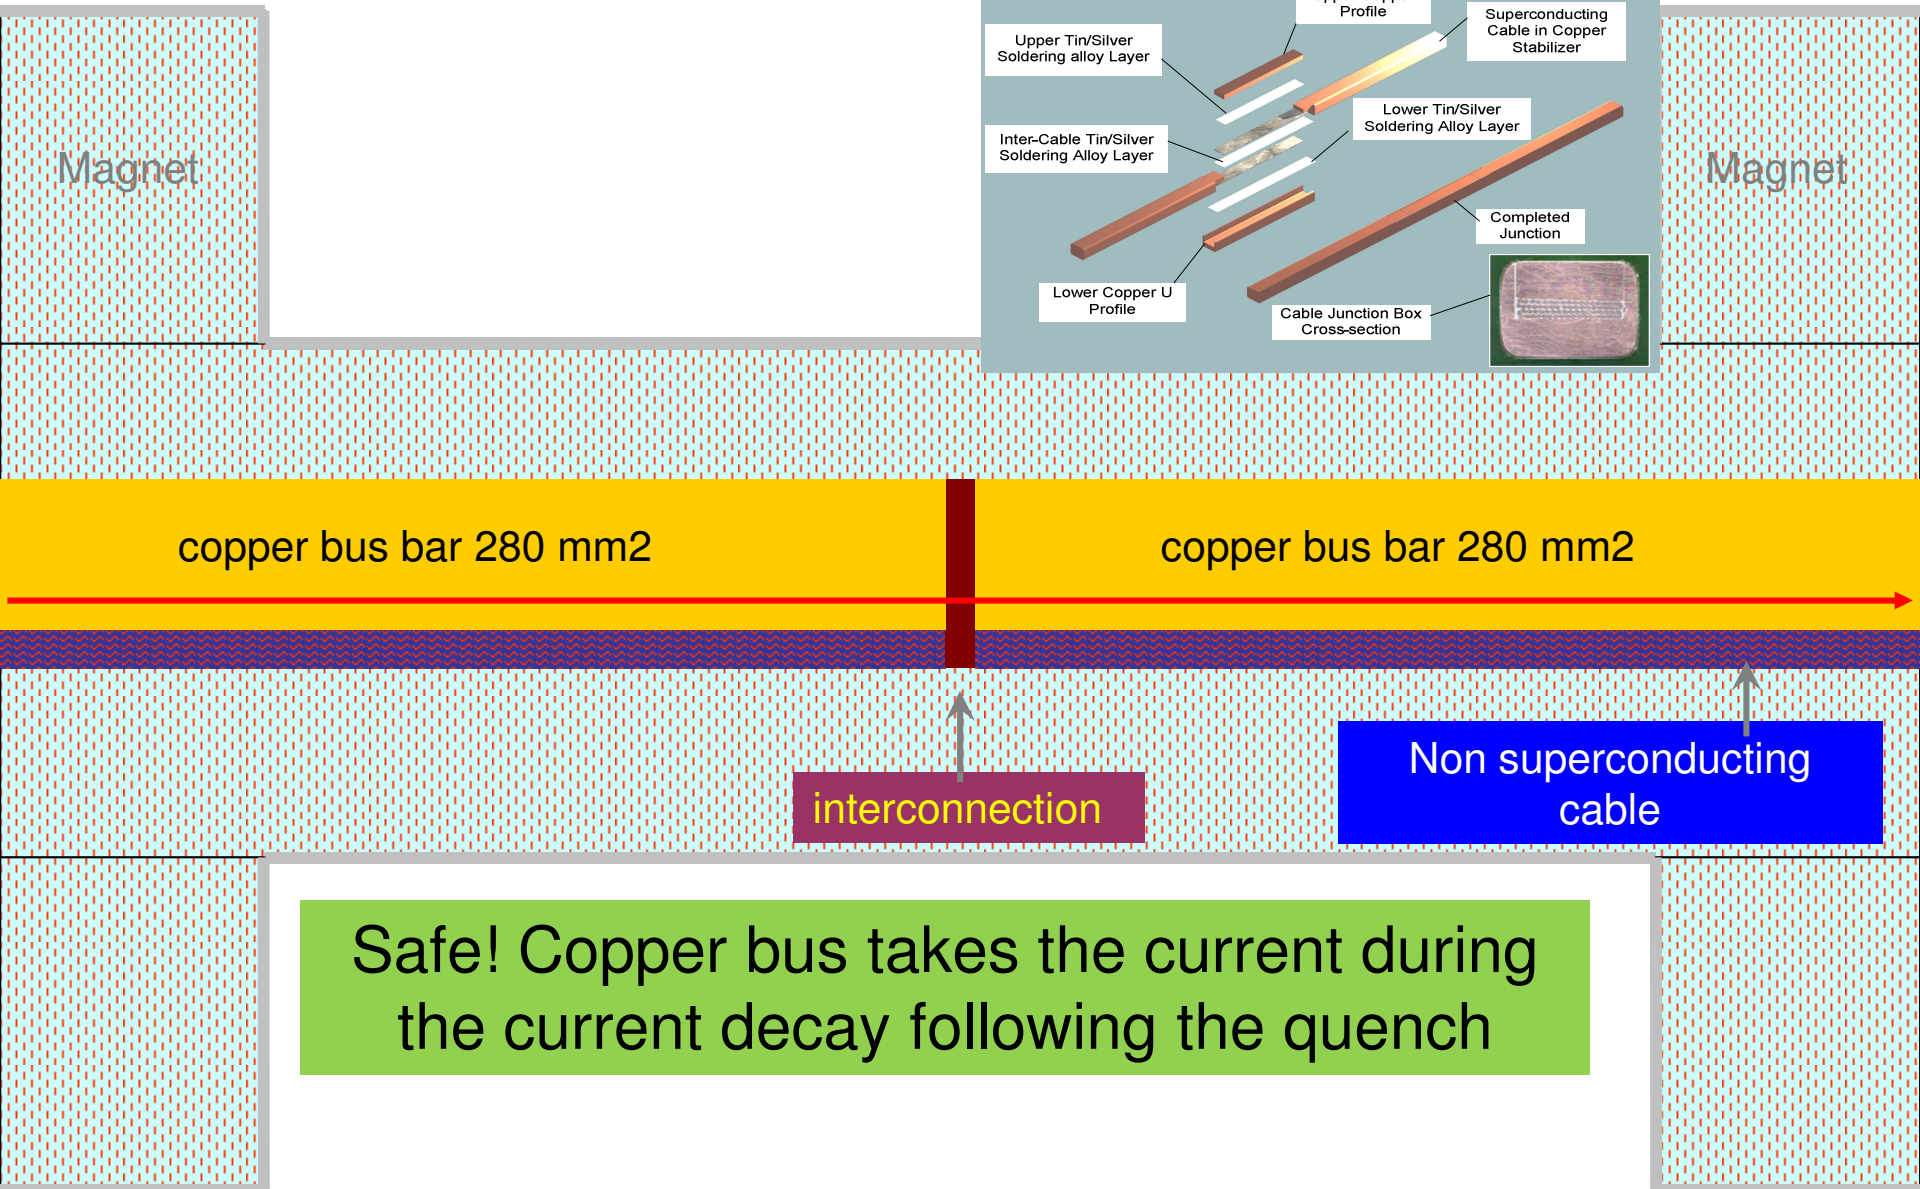 Profile
Superconducting
Cable in Copper
Stabilizer
Upper Tin/Silver
Soldering alloy Layer
Lower Tin/Silver
Soldering Alloy Layer
Inter-Cable Tin/Silver
Soldering Alloy Layer
Magnet
Magnet
Completed
Junction
Lower Copper U
Profile
Cable Junction Box
Cross-section
copper bus bar 280 mm2
copper bus bar 280 mm2
Non superconducting
cable
interconnection
Safe! Copper bus takes the current during
the current decay following the quench